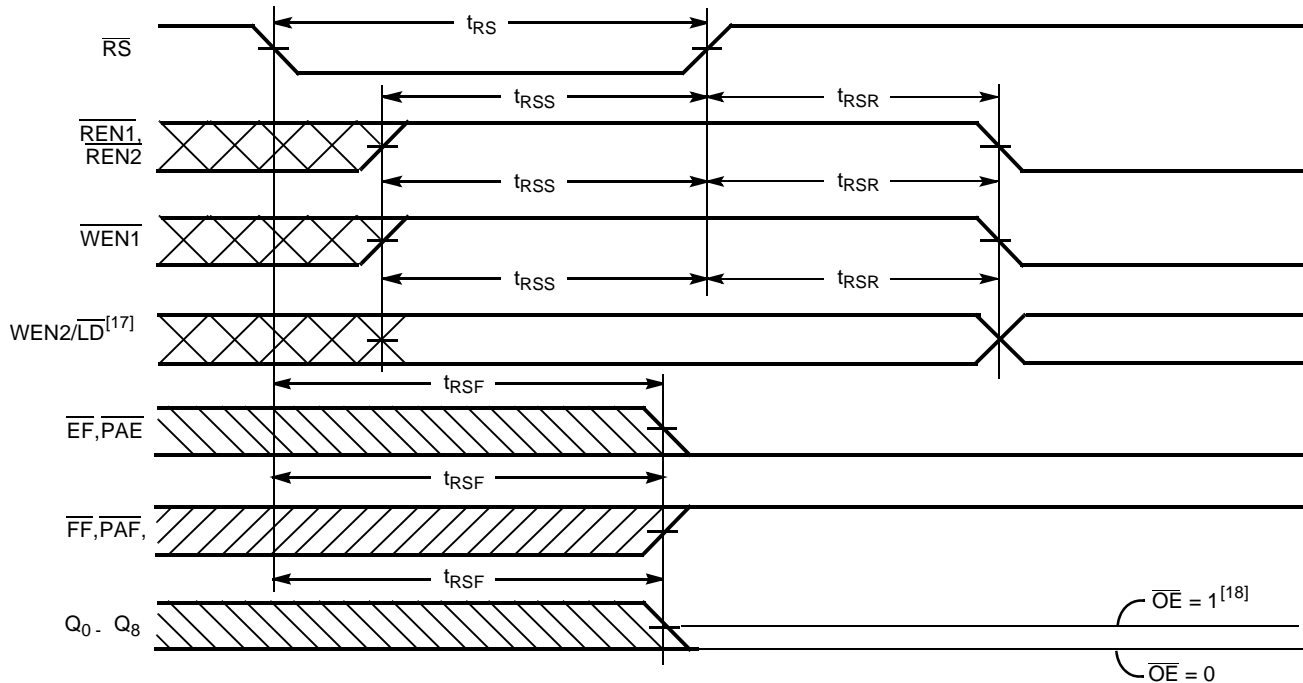 tRS
RS
tRSS
tRSR
REN1,
REN2
tRSS
tRSR
WEN1
tRSS
tRSR
WEN2/LD[17]
tRSF
EF,PAE
tRSF
FF,PAF,
tRSF
OE = 1[18]
Q0 - Q8
OE = 0